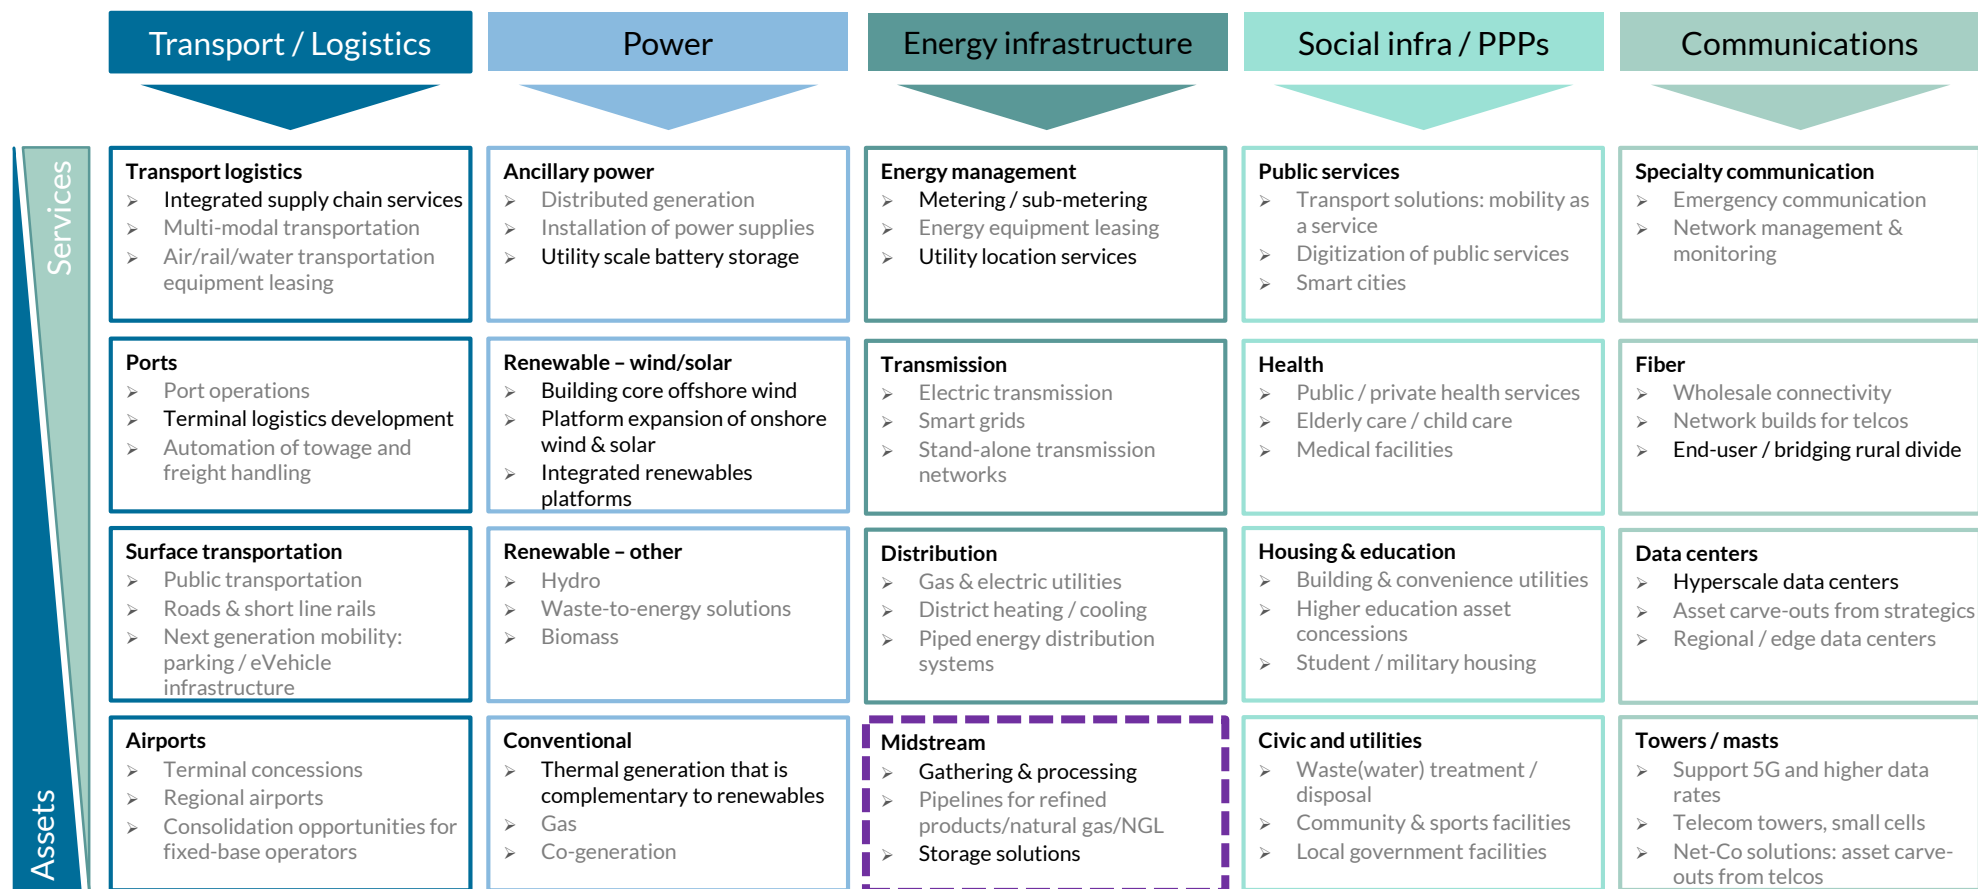 Transport / Logistics
Power
Energy infrastructure
Social infra / PPPs
Communications
Services
Assets
Transport logistics
➢ Integrated supply chain services
➢ Multi-modal transportation
➢ Air/rail/water transportation
equipment leasing
Ancillary power
➢ Distributed generation
➢ Installation of power supplies
➢ Utility scale battery storage
Energy management
➢ Metering / sub-metering
➢ Energy equipment leasing
➢ Utility location services
Public services
➢ Transport solutions: mobility as
a service
➢ Digitization of public services
➢ Smart cities
Specialty communication
➢ Emergency communication
➢ Network management &
monitoring
Ports
➢ Port operations
➢ Terminal logistics development
➢ Automation of towage and
freight handling
Renewable – wind/solar
➢ Building core offshore wind
➢ Platform expansion of onshore
wind & solar
➢ Integrated renewables
platforms
Transmission
➢ Electric transmission
➢ Smart grids
➢ Stand-alone transmission
networks
Health
➢ Public / private health services
➢ Elderly care / child care
➢ Medical facilities
Fiber
➢ Wholesale connectivity
➢ Network builds for telcos
➢ End-user / bridging rural divide
Surface transportation
➢ Public transportation
➢ Roads & short line rails
➢ Next generation mobility:
parking / eVehicle
infrastructure
Renewable – other
➢ Hydro
➢ Waste-to-energy solutions
➢ Biomass
Distribution
➢ Gas & electric utilities
➢ District heating / cooling
➢ Piped energy distribution
systems
Housing & education
➢ Building & convenience utilities
➢ Higher education asset
concessions
➢ Student / military housing
Data centers
➢ Hyperscale data centers
➢ Asset carve-outs from strategics
➢ Regional / edge data centers
Airports
➢ Terminal concessions
➢ Regional airports
➢ Consolidation opportunities for
fixed-base operators
Conventional
➢ Thermal generation that is
complementary to renewables
➢ Gas
➢ Co-generation
Midstream
➢ Gathering & processing
➢ Pipelines for refined
products/natural gas/NGL
➢ Storage solutions
Civic and utilities
➢ Waste(water) treatment /
disposal
➢ Community & sports facilities
➢ Local government facilities
Towers / masts
➢ Support 5G and higher data
rates
➢ Telecom towers, small cells
➢ Net-Co solutions: asset carve-
outs from telcos